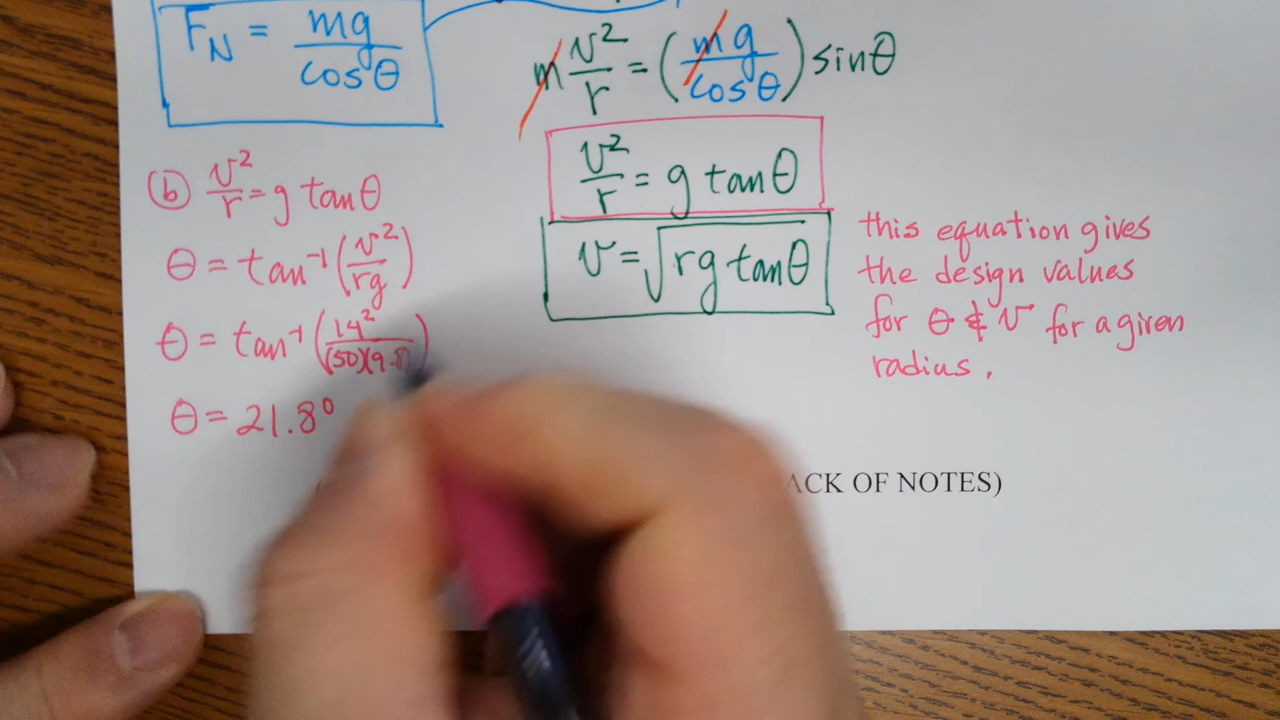 F_N = mg/cosθ
m v²/r = (mg/cosθ) sinθ
v²/r = g tanθ
v = √(rg tanθ)
this equation gives
the design values
for θ & v for a given
radius.
(b) v²/r = g tanθ
θ = tan⁻¹(v²/rg)
θ = tan⁻¹(14²/(50)(9.8))
θ = 21.8°
OF NOTES)